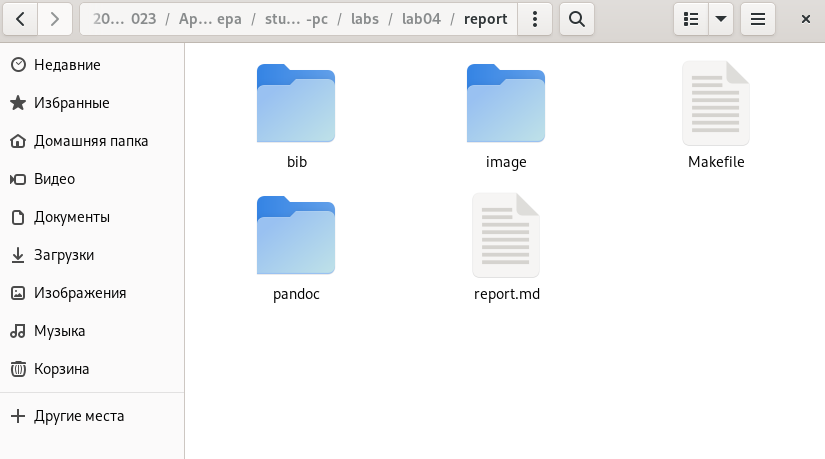 20... 023 / Ар... ера / stu... -pc / labs / lab04 / report
Недавние
Избранные
Домашняя папка
Видео
Документы
Загрузки
Изображения
Музыка
Корзина
Другие места
bib
image
Makefile
pandoc
report.md